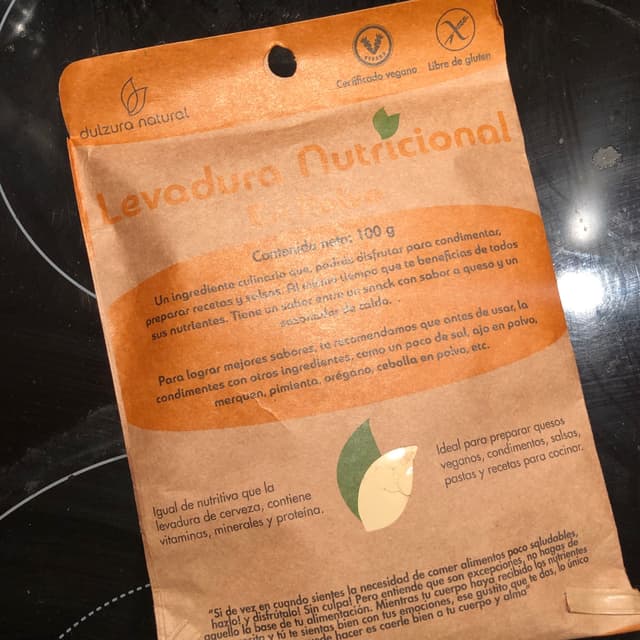 dulzura natural
Certificado vegano
Libre de gluten
Levadura Nutricional
Contenido neto: 100 g
Un ingrediente culinario que, podrás disfrutar para condimentar,
preparar recetas y salsas. Al mismo tiempo que te beneficias de todos
sus nutrientes. Tiene un sabor entre un snack con sabor a queso y un
sazonador de caldo.
Para lograr mejores sabores, te recomendamos que antes de usar, la
condimentes con otros ingredientes, como un poco de sal, ajo en polvo,
merquen, pimienta, orégano, cebolla en polvo, etc.
Ideal para preparar quesos
veganos, condimentos, salsas,
pastas y recetas para cocinar.
Igual de nutritivo que la
levadura de cerveza, contiene
vitaminas, minerales y proteína.
"Si de vez en cuando sientes la necesidad de comer alimentos poco saludables,
hazlo! y disfrútalo! Sin culpa! Pero entiende que son excepciones, no hagas de
aquello la base de tu alimentación. Mientras tu cuerpo haya recibido los nutrientes
y tú te sientas bien con tus emociones, ese gustito que te das, lo único
de hacer es caerle bien a tu cuerpo y alma"